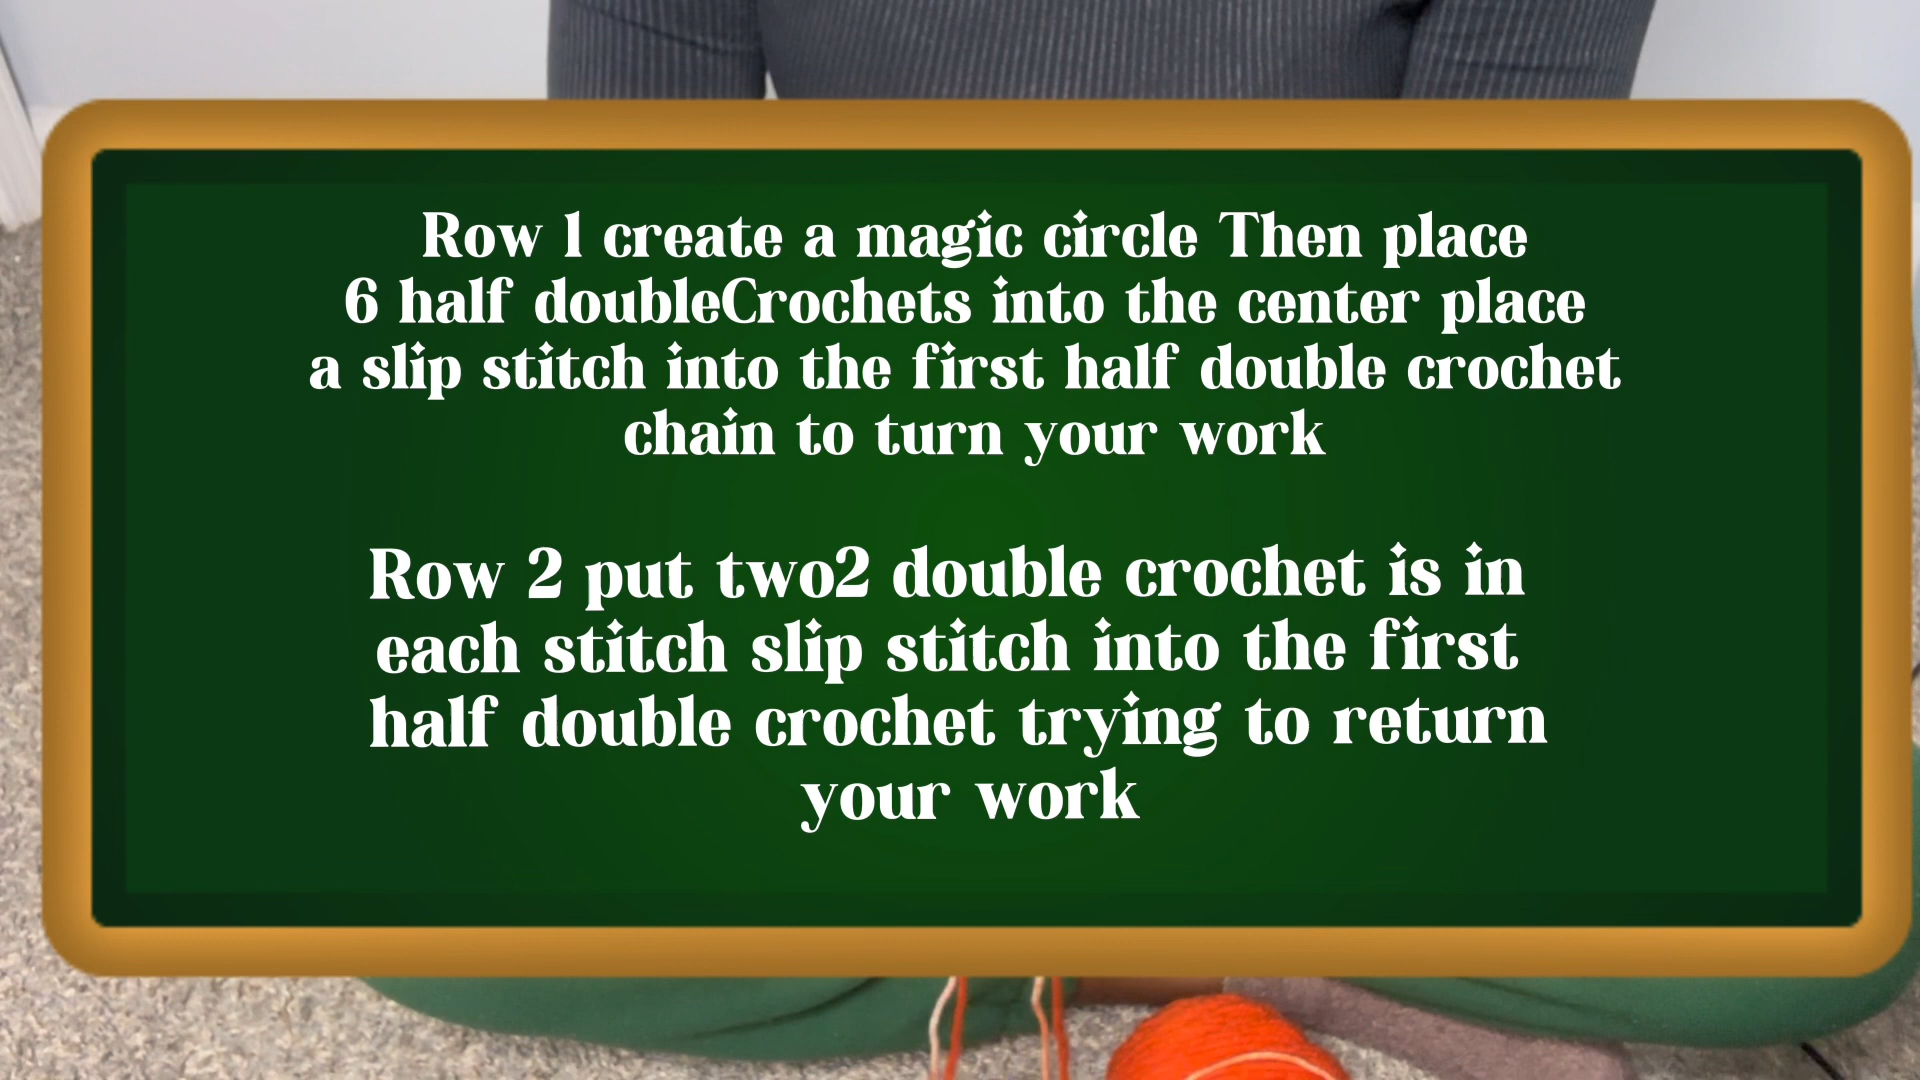 Row 1 create a magic circle Then place
6 half doubleCrochets into the center place
a slip stitch into the first half double crochet
chain to turn your work
Row 2 put two2 double crochet is in
each stitch slip stitch into the first
half double crochet trying to return
your work